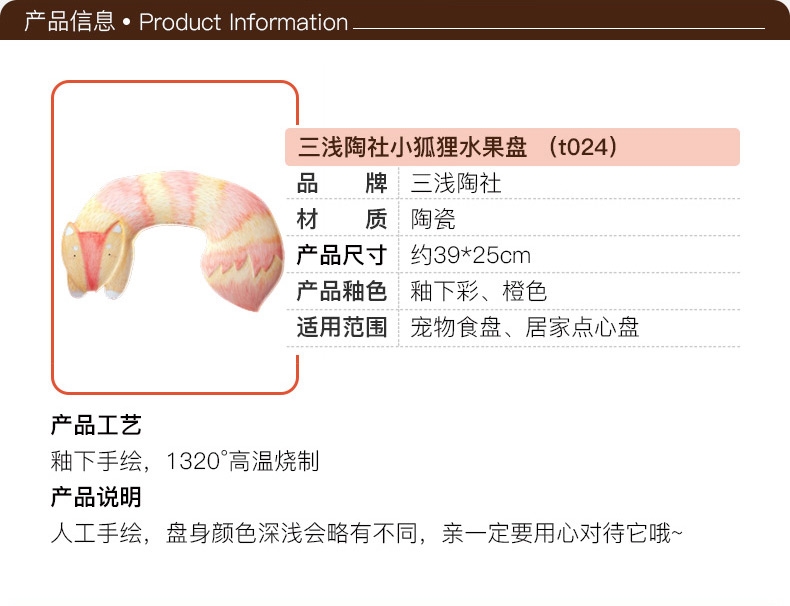 产品信息 • Product Information
三浅陶社小狐狸水果盘 （t024）
品 牌 三浅陶社
材 质 陶瓷
产品尺寸 约39*25cm
产品釉色 釉下彩、橙色
适用范围 宠物食盘、居家点心盘
产品工艺
釉下手绘，1320°高温烧制
产品说明
人工手绘，盘身颜色深浅会略有不同，亲一定要用心对待它哦~